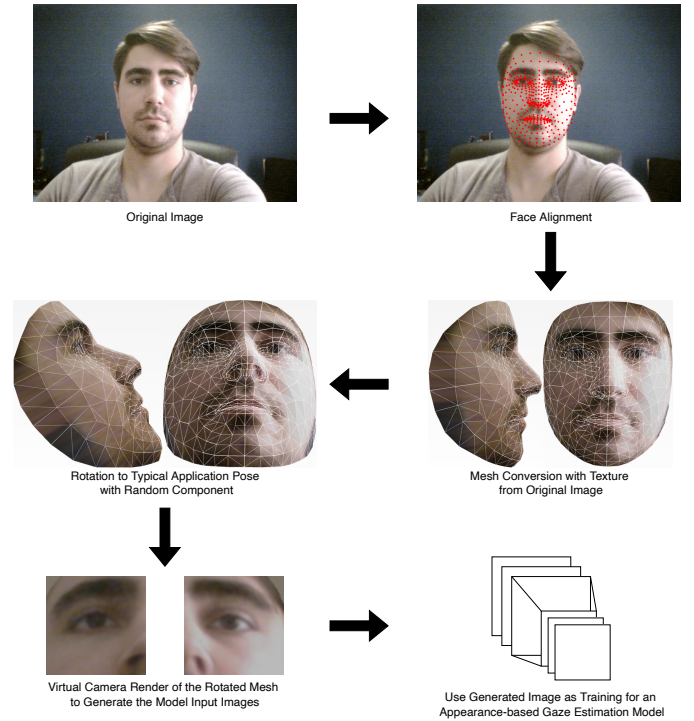 Original Image
Face Alignment
Rotation to Typical Application Pose
with Random Component
Mesh Conversion with Texture
from Original Image
Virtual Camera Render of the Rotated Mesh
to Generate the Model Input Images
Use Generated Image as Training for an
Appearance-based Gaze Estimation Model